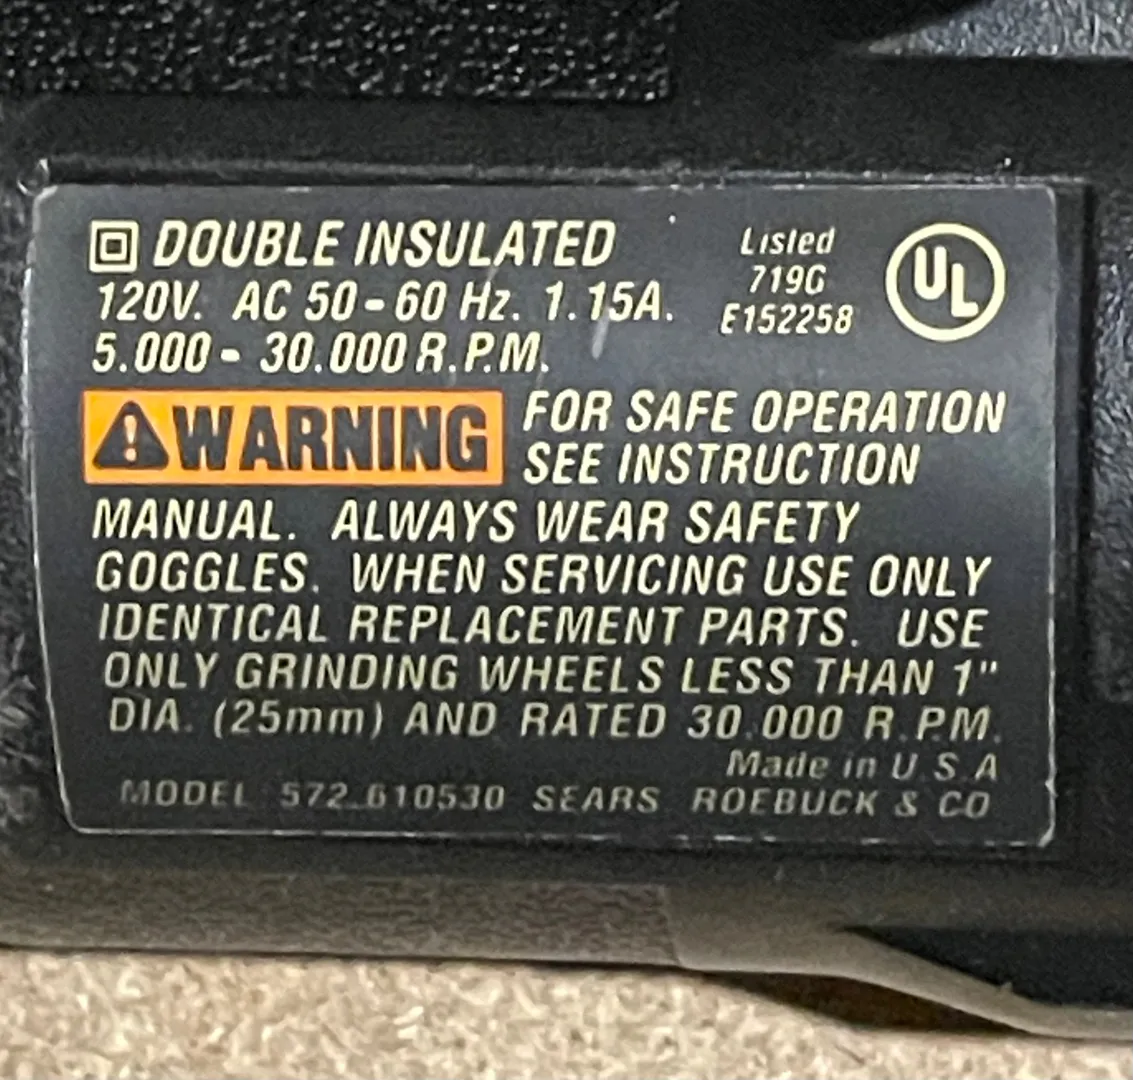 DOUBLE INSULATED
120V. AC 50-60 Hz. 1.15A.
5.000 - 30.000 R.P.M.
Listed
719G
E152258
UL
WARNING FOR SAFE OPERATION
SEE INSTRUCTION
MANUAL. ALWAYS WEAR SAFETY
GOGGLES. WHEN SERVICING USE ONLY
IDENTICAL REPLACEMENT PARTS. USE
ONLY GRINDING WHEELS LESS THAN 1"
DIA. (25mm) AND RATED 30.000 R.P.M.
Made in U.S.A
MODEL 572.610530 SEARS ROEBUCK & CO